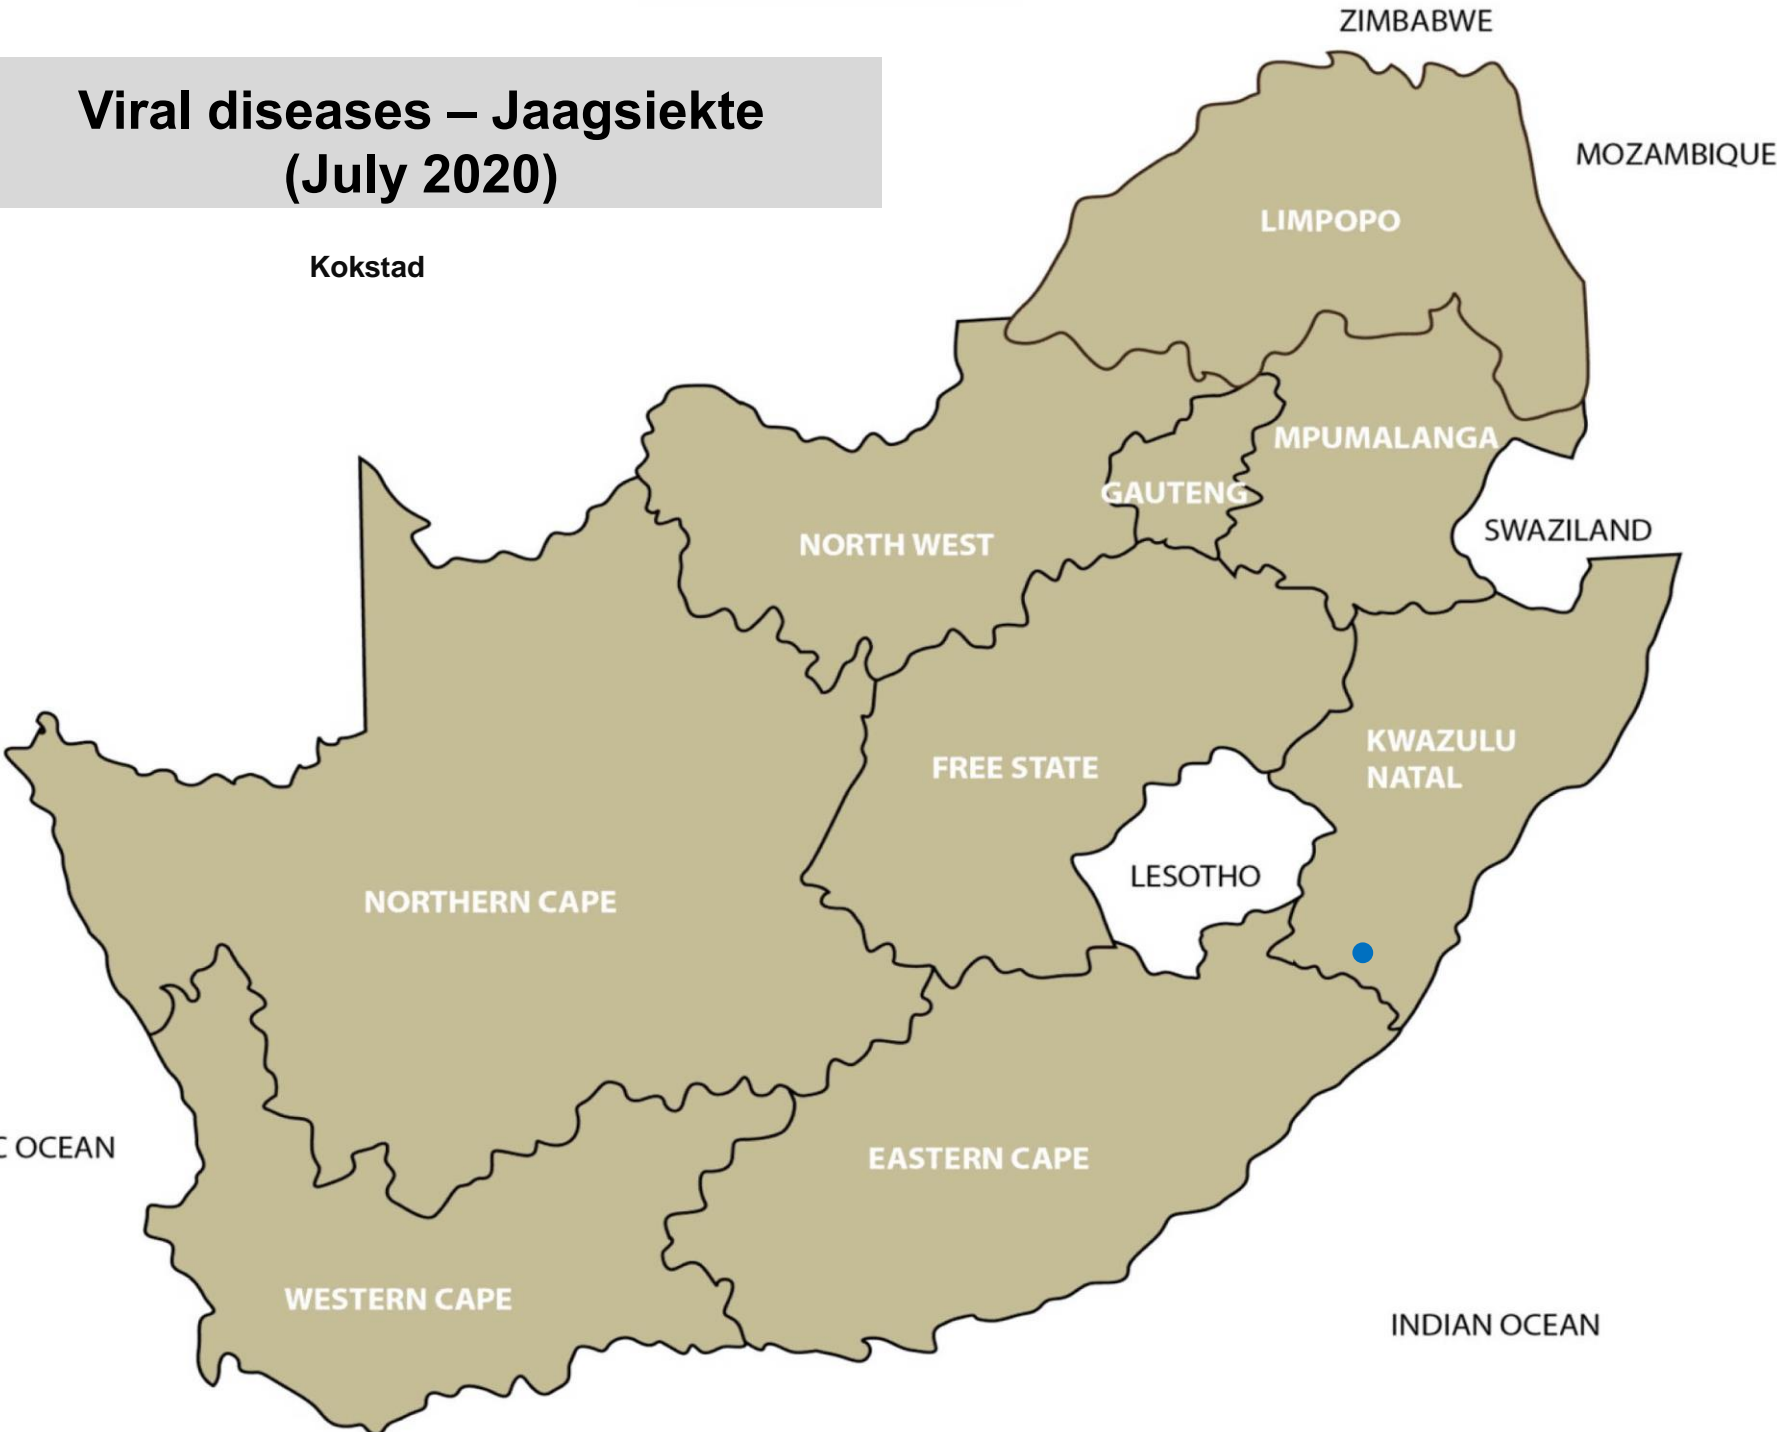 ZIMBABWE
Viral diseases – Jaagsiekte
(July 2020)
MOZAMBIQUE
LIMPOPO
Kokstad
MPUMALANGA
GAUTENG
SWAZILAND
NORTH WEST
KWAZULU
NATAL
FREE STATE
LESOTHO
NORTHERN CAPE
C OCEAN
EASTERN CAPE
WESTERN CAPE
INDIAN OCEAN